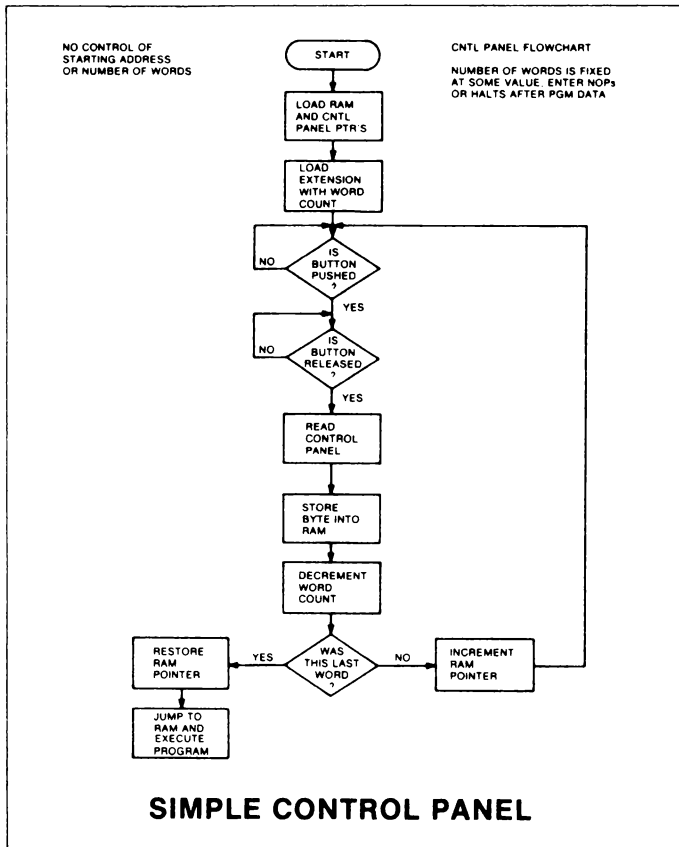 NO CONTROL OF
STARTING ADDRESS
OR NUMBER OF WORDS
START
CNTL PANEL FLOWCHART
NUMBER OF WORDS IS FIXED
AT SOME VALUE. ENTER NOPs
OR HALTS AFTER PGM DATA
LOAD RAM
AND CNTL
PANEL PTR'S
LOAD
EXTENSION
WITH WORD
COUNT
IS
BUTTON
PUSHED
?
NO
YES
IS
BUTTON
RELEASED
?
NO
YES
READ
CONTROL
PANEL
STORE
BYTE INTO
RAM
DECREMENT
WORD
COUNT
WAS
THIS LAST
WORD
?
YES
NO
RESTORE
RAM
POINTER
INCREMENT
RAM
POINTER
JUMP TO
RAM AND
EXECUTE
PROGRAM
SIMPLE CONTROL PANEL